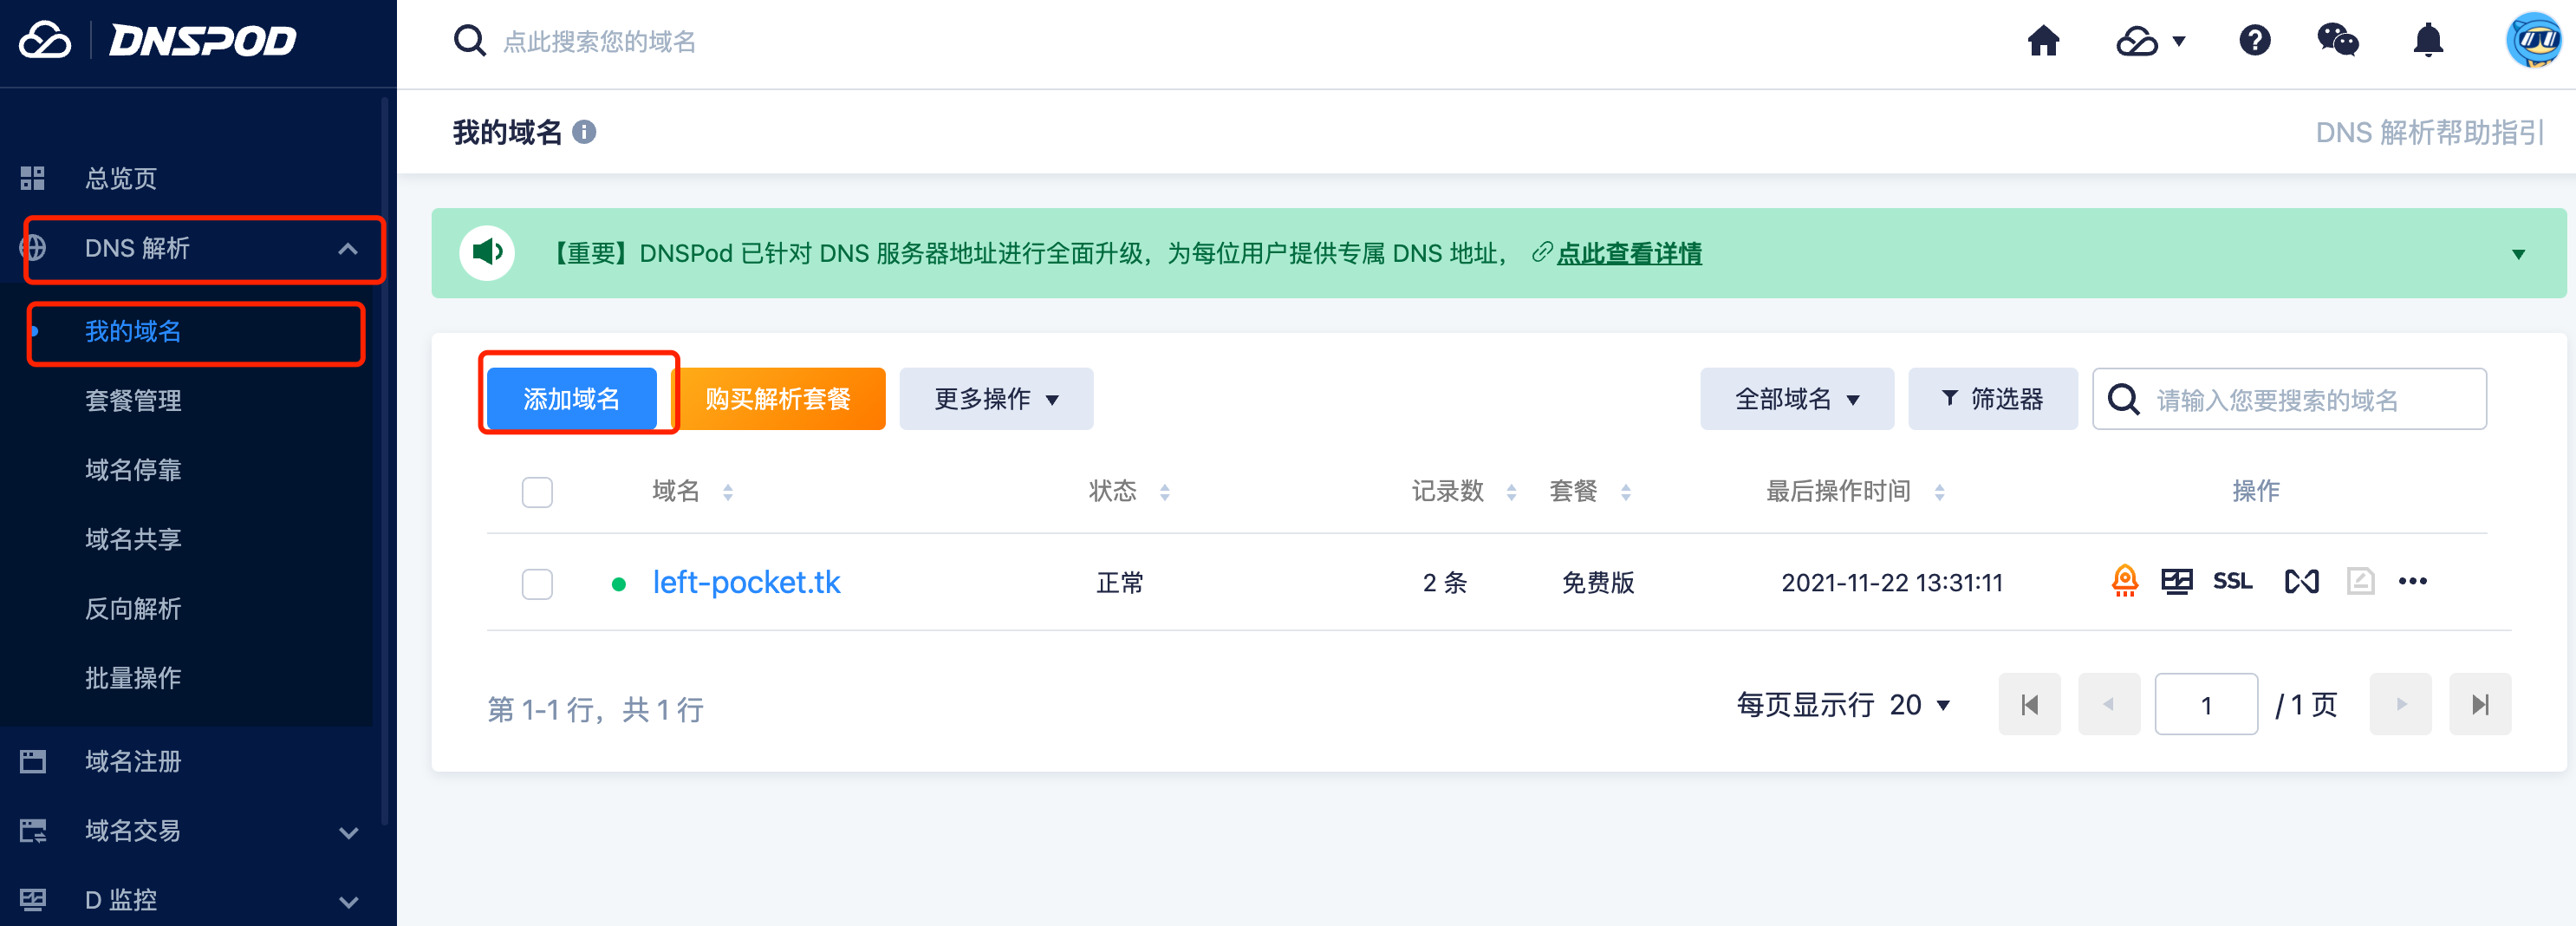 DNSPOD
点此搜索您的域名
总览页
DNS 解析
我的域名
套餐管理
域名停靠
域名共享
反向解析
批量操作
域名注册
域名交易
D 监控
我的域名
DNS 解析帮助指引
【重要】DNSPod 已针对 DNS 服务器地址进行全面升级，为每位用户提供专属 DNS 地址， 点此查看详情
添加域名 购买解析套餐 更多操作 全部域名 筛选器 请输入您要搜索的域名
域名 状态 记录数 套餐 最后操作时间 操作
left-pocket.tk 正常 2 条 免费版 2021-11-22 13:31:11 SSL
第 1-1 行，共 1 行 每页显示行 20 1 / 1 页